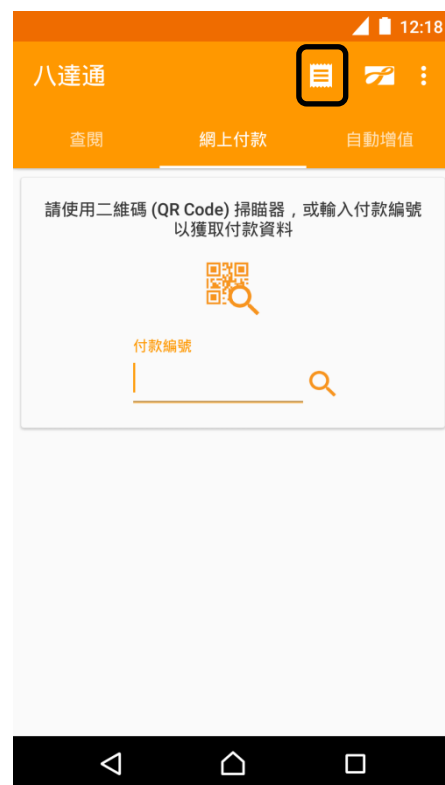 12:18
八達通
查閱
網上付款
自動增值
請使用二維碼 (QR Code) 掃瞄器，或輸入付款編號
以獲取付款資料
付款編號